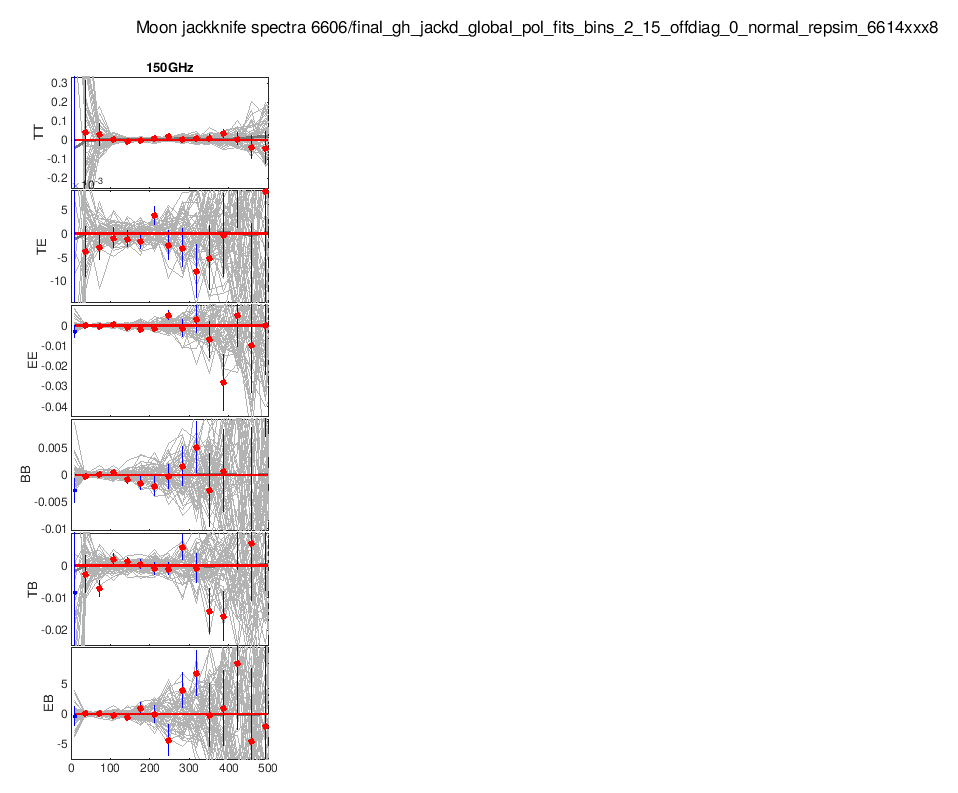 Moon jackknife spectra 6606/final_gh_jackd_global_pol_fits_bins_2_15_offdiag_0_normal_repsim_6614xxx8
150GHz
0.3
0.2
0.1
0
-0.1
-0.2
TT
10-3
5
0
-5
-10
TE
0
-0.01
-0.02
-0.03
-0.04
EE
0.005
0
-0.005
-0.01
BB
0
-0.01
-0.02
TB
5
0
-5
EB
0 100 200 300 400 500